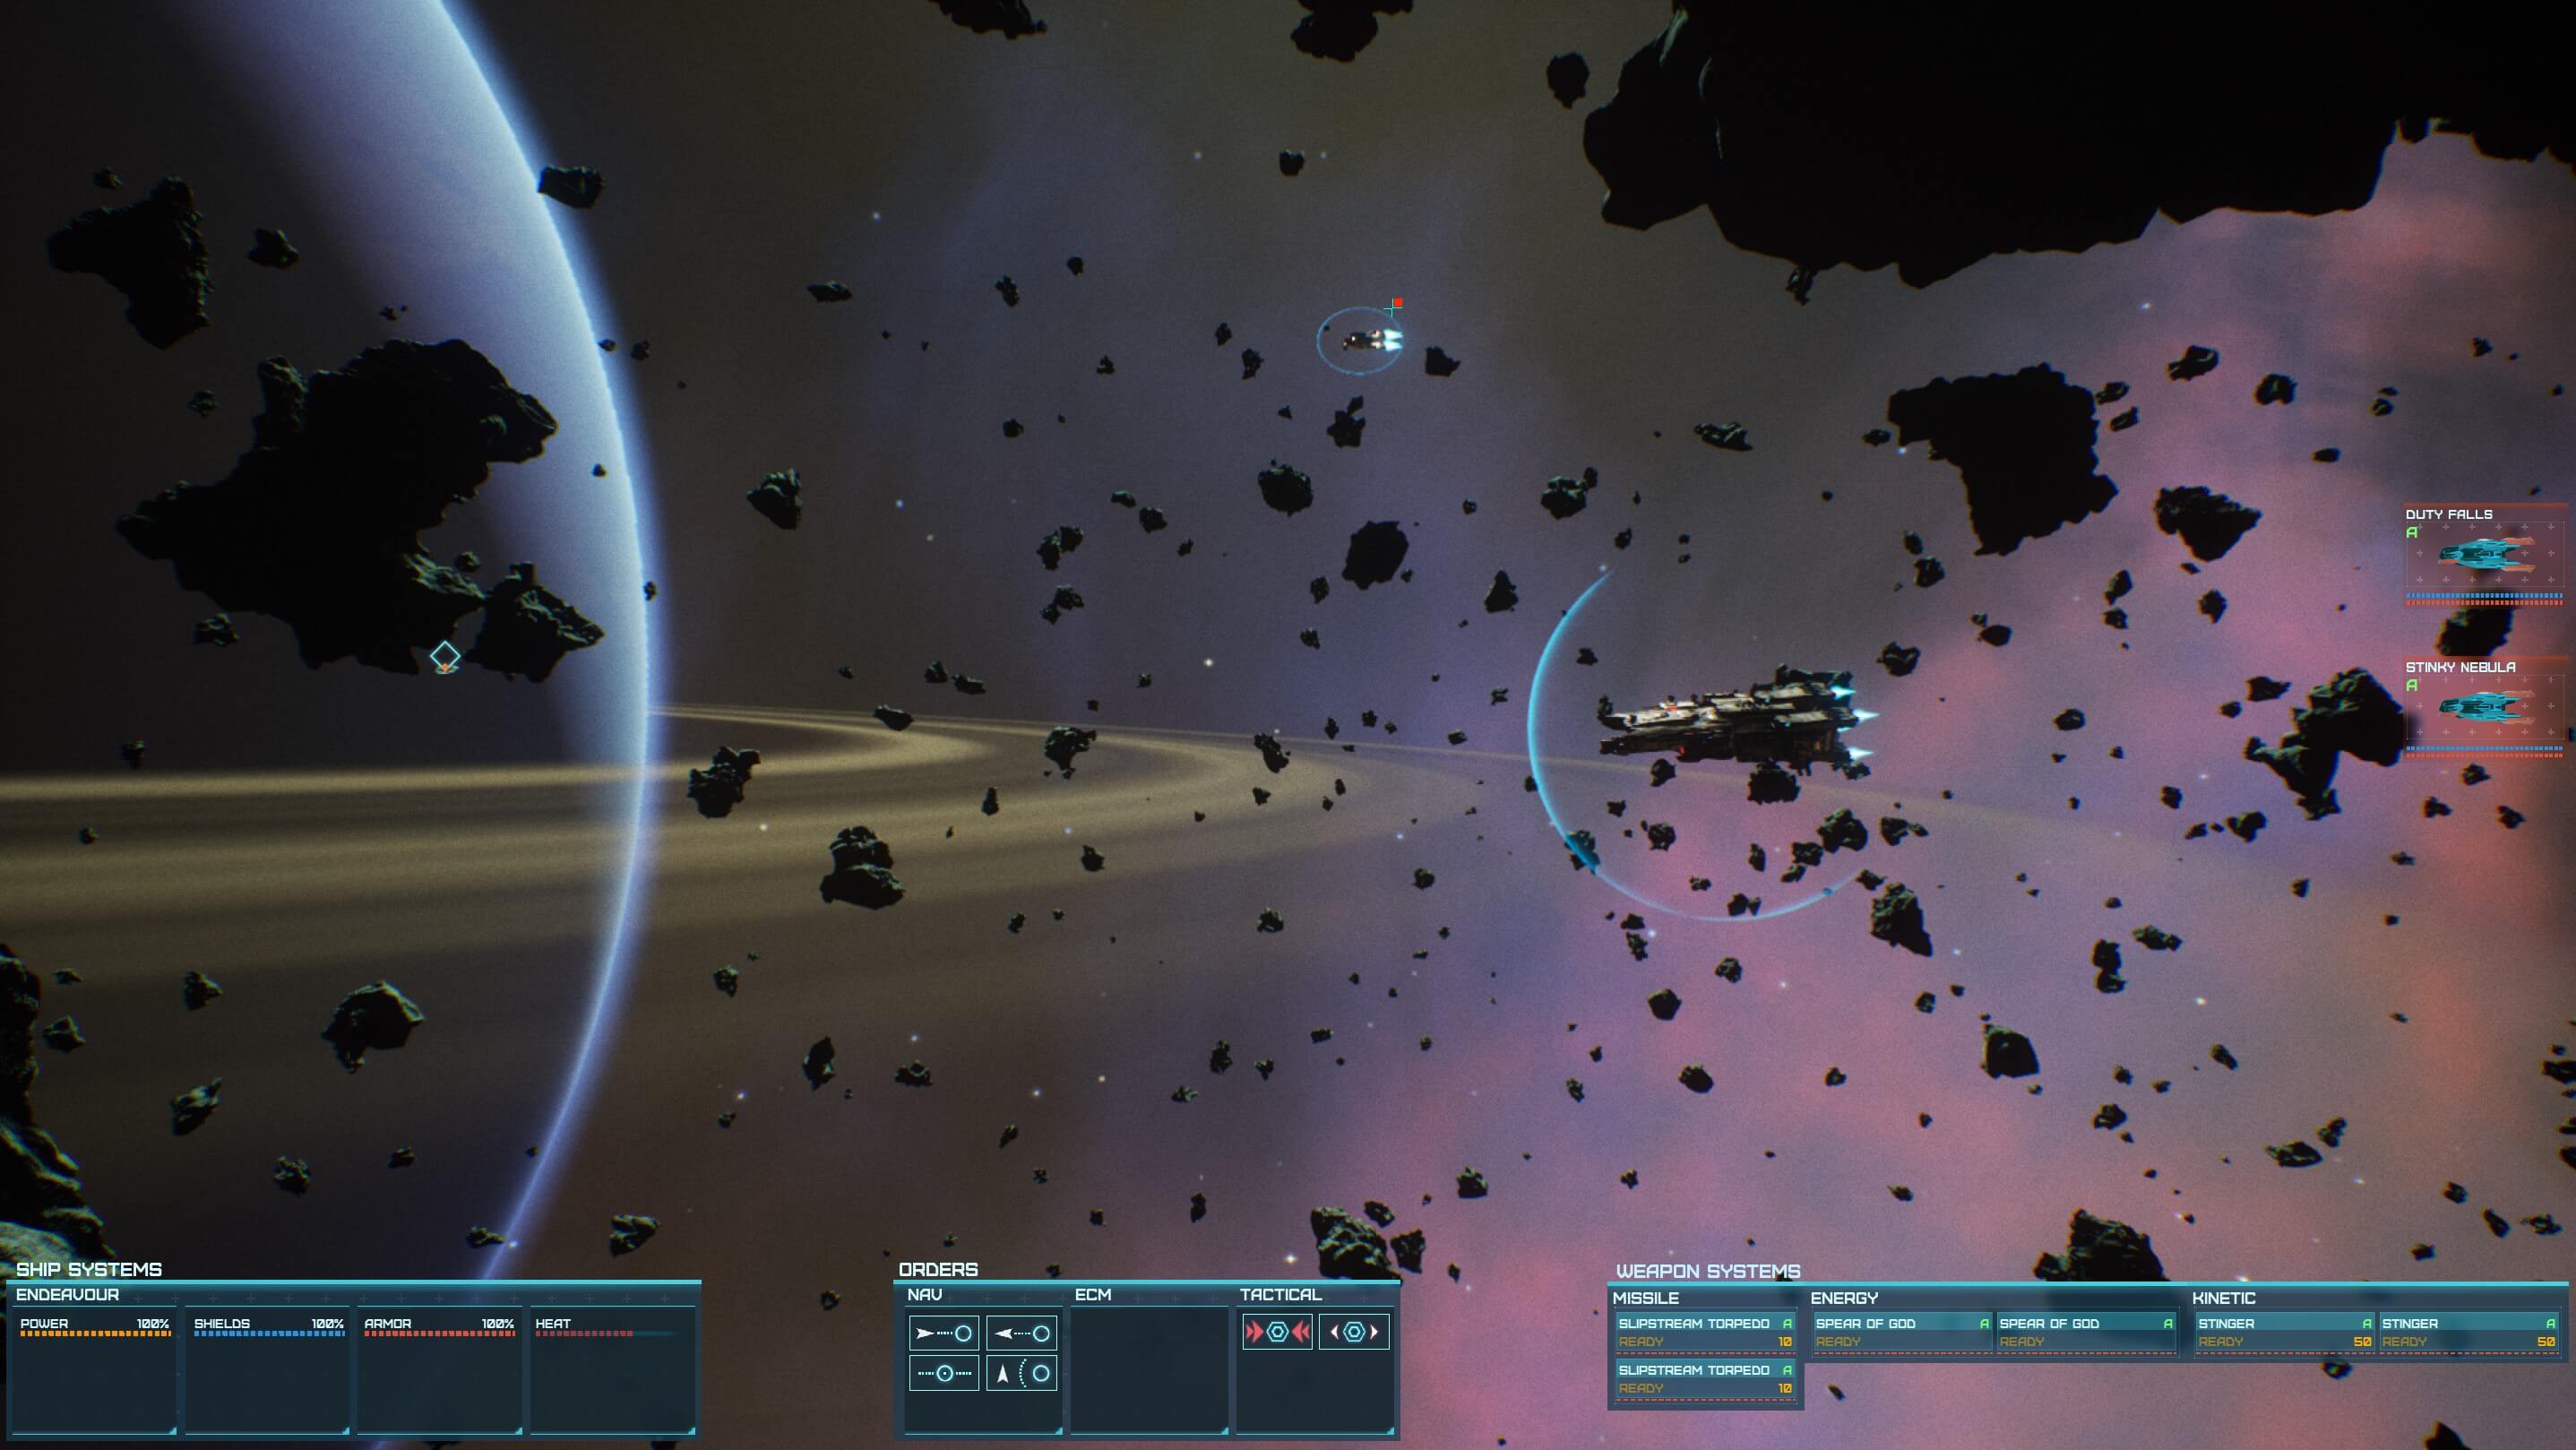 DUTY FALLS
A
STINKY NEBULA
A
SHIP SYSTEMS
ENDEAVOUR
POWER 100%
SHIELDS 100%
ARMOR 100%
HEAT
ORDERS
NAV
ECM
TACTICAL
WEAPON SYSTEMS
MISSILE
SLIPSTREAM TORPEDO A
READY 10
SLIPSTREAM TORPEDO A
READY 10
ENERGY
SPEAR OF GOD A
READY
SPEAR OF GOD A
READY
KINETIC
STINGER A
READY 50
STINGER A
READY 50